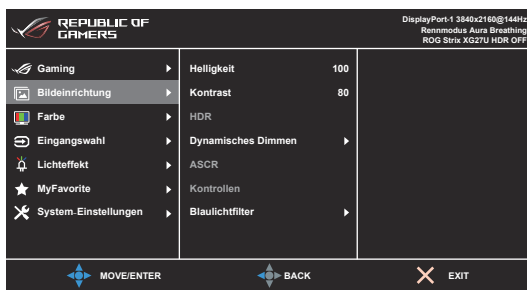 REPUBLIC OF
GAMERS
DisplayPort-1 3840x2160@144Hz
Rennmodus Aura Breathing
ROG Strix XG27U HDR OFF
Gaming
Bildeinrichtung
Farbe
Eingangswahl
Lichteffekt
MyFavorite
System-Einstellungen
Helligkeit 100
Kontrast 80
HDR
Dynamisches Dimmen
ASCR
Kontrollen
Blaulichtfilter
MOVE/ENTER
BACK
EXIT